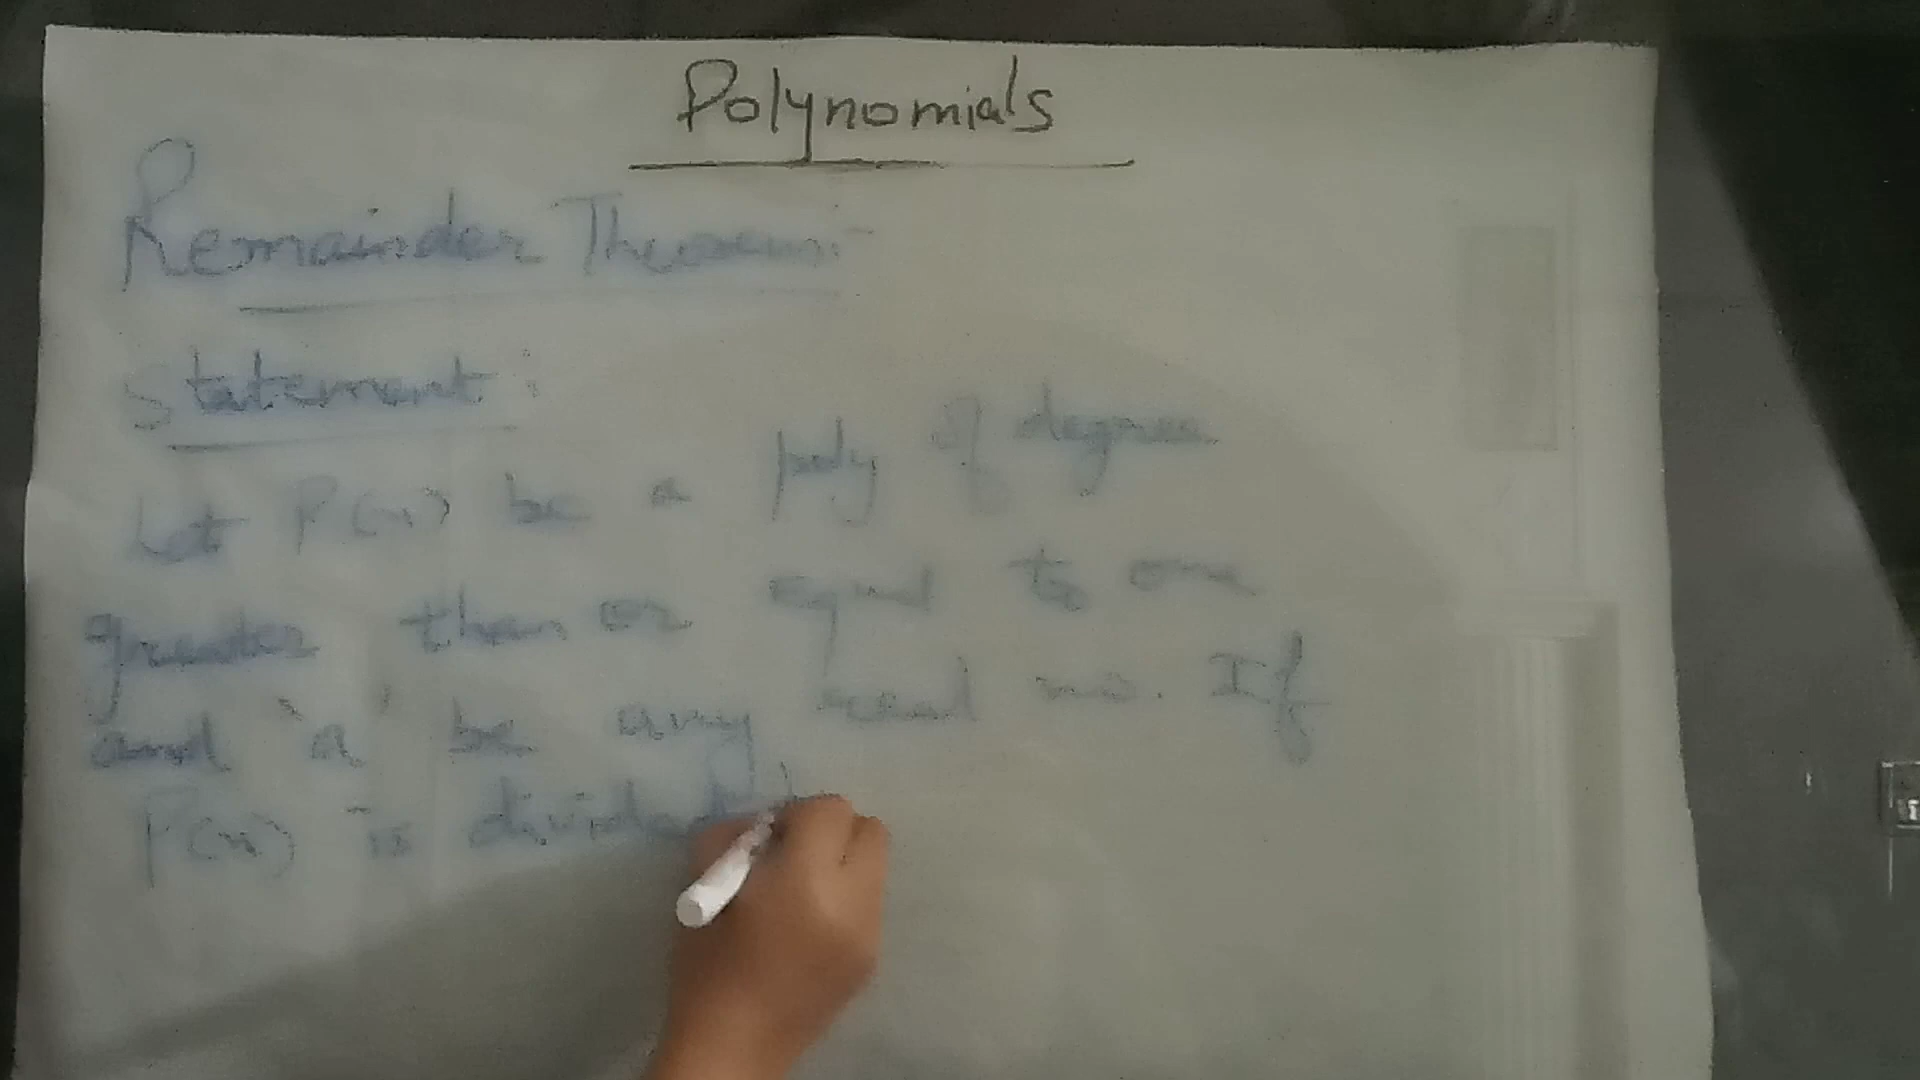 Polynomials
Remainder Theorem:-
Statement:
Let P(x) be a poly of degree
greater than or equal to one
and 'a' be any real no. If
P(x) is divided